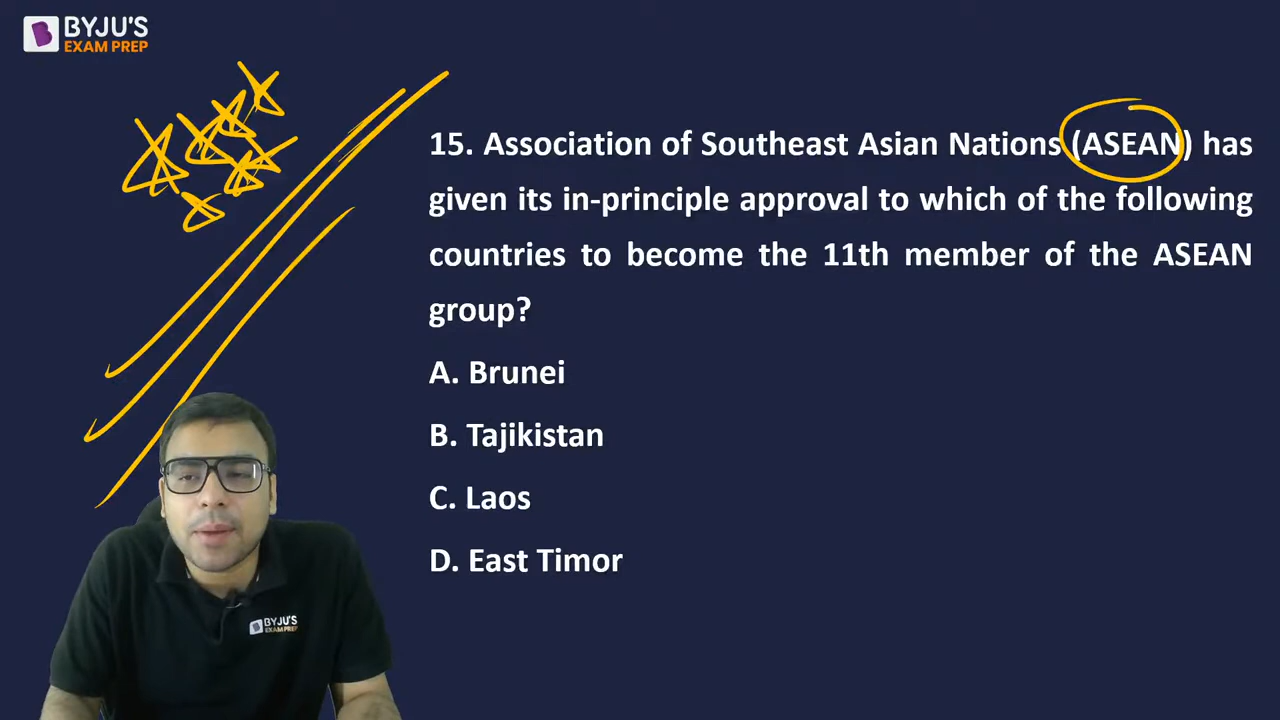 BYJU'S
EXAM PREP
15. Association of Southeast Asian Nations (ASEAN) has
given its in-principle approval to which of the following
countries to become the 11th member of the ASEAN
group?
A. Brunei
B. Tajikistan
C. Laos
D. East Timor
BYJU'S
EXAM PREP